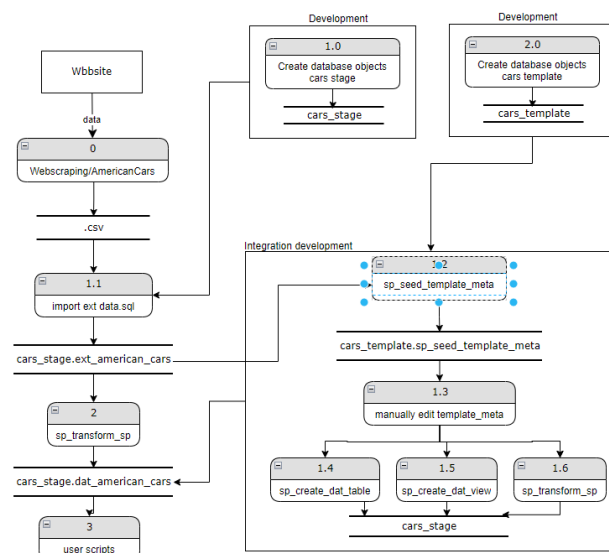 Development
Development
1.0
Create database objects
cars stage
cars_stage
2.0
Create database objects
cars template
cars_template
Wbbsite
data
0
Webscraping/AmericanCars
.csv
1.1
import ext data.sql
cars_stage.ext_american_cars
2
sp_transform_sp
cars_stage.dat_american_cars
3
user scripts
Integration development
1.2
sp_seed_template_meta
cars_template.sp_seed_template_meta
1.3
manually edit template_meta
1.4
sp_create_dat_table
1.5
sp_create_dat_view
1.6
sp_transform_sp
cars_stage